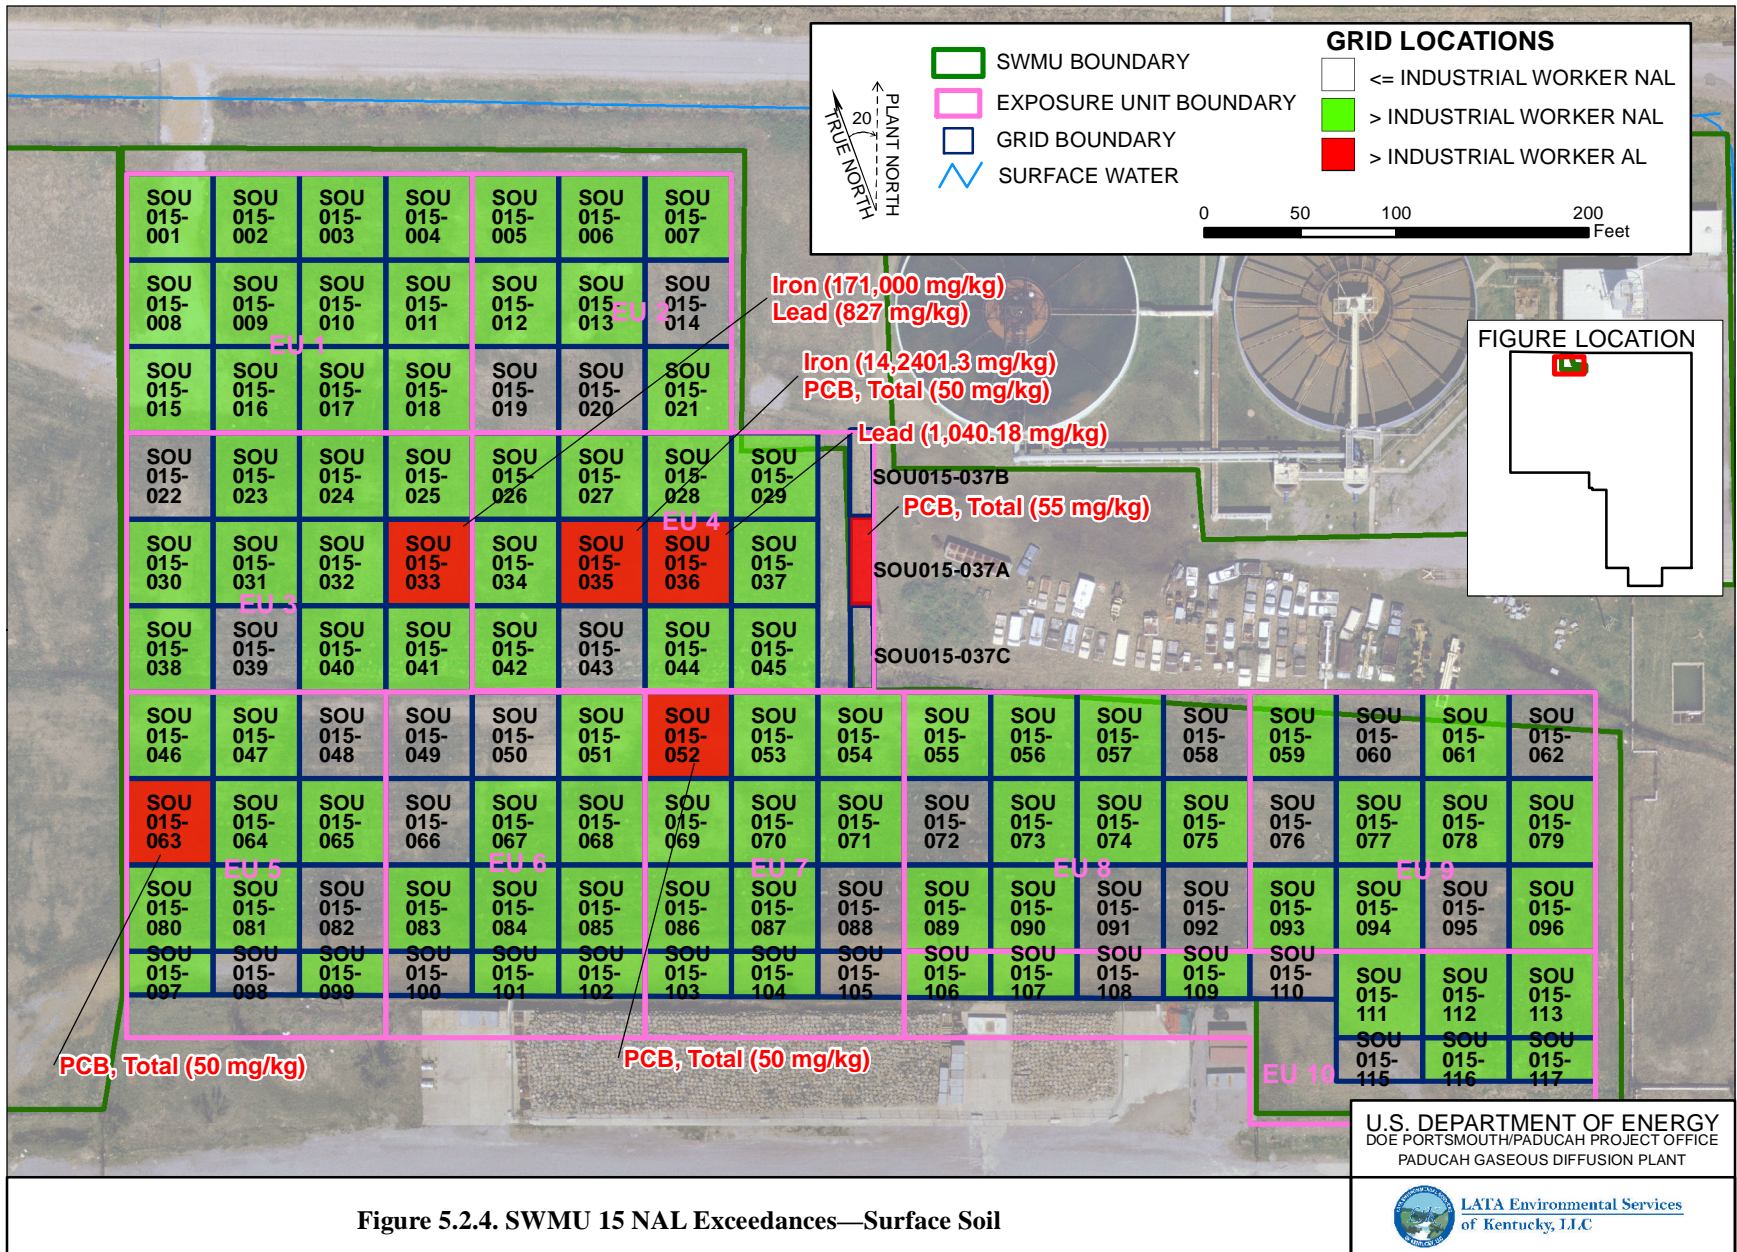 SWMU BOUNDARY
EXPOSURE UNIT BOUNDARY
GRID BOUNDARY
SURFACE WATER
GRID LOCATIONS
<= INDUSTRIAL WORKER NAL
> INDUSTRIAL WORKER NAL
> INDUSTRIAL WORKER AL
20
TRUE NORTH
PLANT NORTH
0 50 100 200
Feet
FIGURE LOCATION
SOU 015-001
SOU 015-002
SOU 015-003
SOU 015-004
SOU 015-005
SOU 015-006
SOU 015-007
SOU 015-008
SOU 015-009
SOU 015-010
SOU 015-011
SOU 015-012
SOU 015-013
SOU 015-014
EU 1
EU 2
SOU 015-015
SOU 015-016
SOU 015-017
SOU 015-018
SOU 015-019
SOU 015-020
SOU 015-021
Iron (171,000 mg/kg)
Lead (827 mg/kg)
Iron (14,2401.3 mg/kg)
PCB, Total (50 mg/kg)
Lead (1,040.18 mg/kg)
SOU 015-022
SOU 015-023
SOU 015-024
SOU 015-025
SOU 015-026
SOU 015-027
SOU 015-028
SOU 015-029
SOU015-037B
PCB, Total (55 mg/kg)
EU 4
SOU 015-030
SOU 015-031
SOU 015-032
SOU 015-033
SOU 015-034
SOU 015-035
SOU 015-036
SOU 015-037
SOU015-037A
EU 3
SOU 015-038
SOU 015-039
SOU 015-040
SOU 015-041
SOU 015-042
SOU 015-043
SOU 015-044
SOU 015-045
SOU015-037C
SOU 015-046
SOU 015-047
SOU 015-048
SOU 015-049
SOU 015-050
SOU 015-051
SOU 015-052
SOU 015-053
SOU 015-054
SOU 015-055
SOU 015-056
SOU 015-057
SOU 015-058
SOU 015-059
SOU 015-060
SOU 015-061
SOU 015-062
SOU 015-063
SOU 015-064
SOU 015-065
SOU 015-066
SOU 015-067
SOU 015-068
SOU 015-069
SOU 015-070
SOU 015-071
SOU 015-072
SOU 015-073
SOU 015-074
SOU 015-075
SOU 015-076
SOU 015-077
SOU 015-078
SOU 015-079
EU 5
EU 6
EU 7
EU 8
EU 9
SOU 015-080
SOU 015-081
SOU 015-082
SOU 015-083
SOU 015-084
SOU 015-085
SOU 015-086
SOU 015-087
SOU 015-088
SOU 015-089
SOU 015-090
SOU 015-091
SOU 015-092
SOU 015-093
SOU 015-094
SOU 015-095
SOU 015-096
SOU 015-097
SOU 015-098
SOU 015-099
SOU 015-100
SOU 015-101
SOU 015-102
SOU 015-103
SOU 015-104
SOU 015-105
SOU 015-106
SOU 015-107
SOU 015-108
SOU 015-109
SOU 015-110
SOU 015-111
SOU 015-112
SOU 015-113
SOU 015-115
SOU 015-116
SOU 015-117
PCB, Total (50 mg/kg)
PCB, Total (50 mg/kg)
EU 10
U.S. DEPARTMENT OF ENERGY
DOE PORTSMOUTH/PADUCAH PROJECT OFFICE
PADUCAH GASEOUS DIFFUSION PLANT
Figure 5.2.4. SWMU 15 NAL Exceedances—Surface Soil
LATA Environmental Services
of Kentucky, LLC